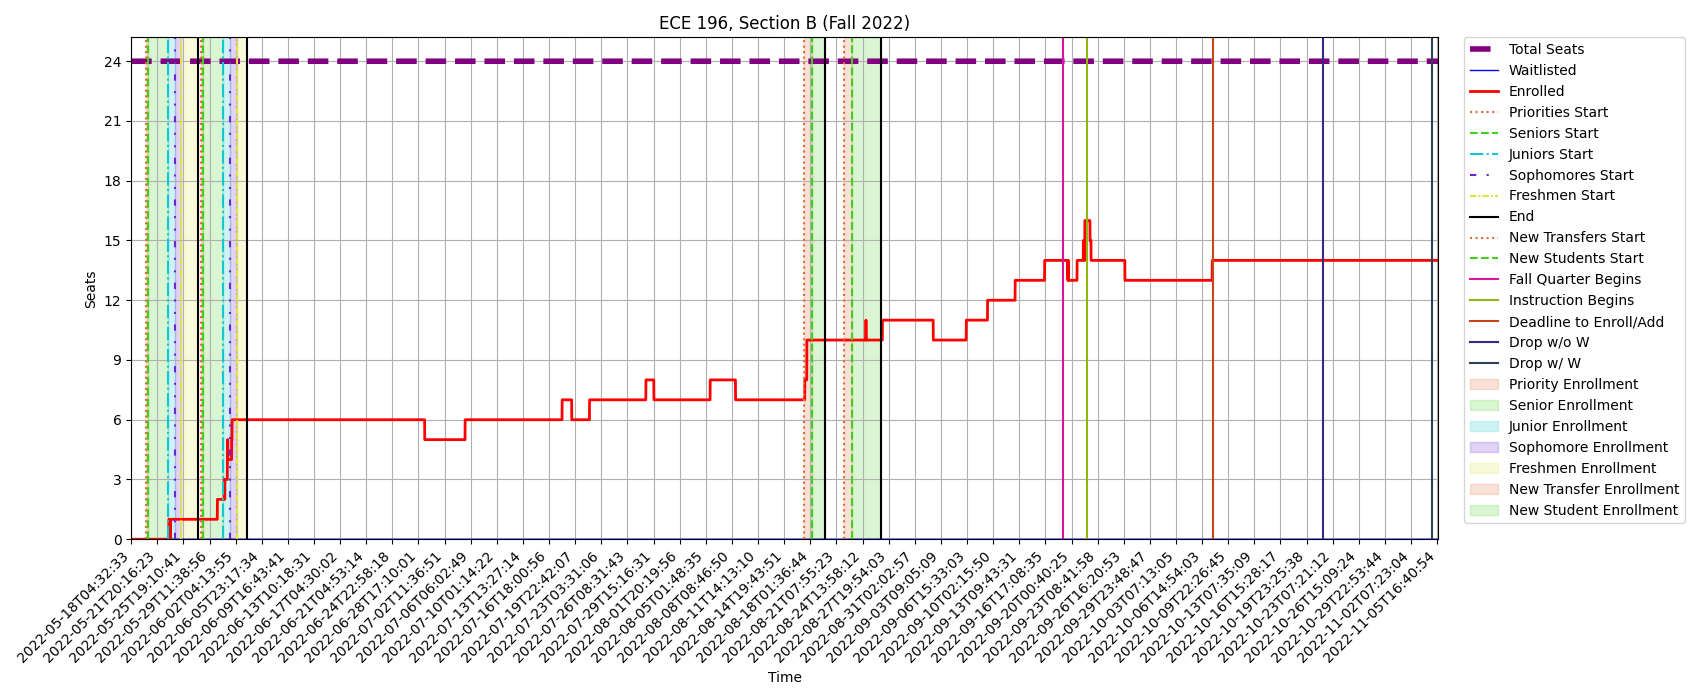 ECE 196, Section B (Fall 2022)
Seats
24
21
18
15
12
9
6
3
0
2022-05-18T04:32:33
2022-05-21T20:16:23
2022-05-25T19:10:41
2022-05-29T11:38:56
2022-06-02T04:13:55
2022-06-05T23:17:34
2022-06-09T16:43:41
2022-06-13T10:18:31
2022-06-17T04:30:02
2022-06-21T04:53:14
2022-06-24T22:58:18
2022-06-28T17:10:01
2022-07-02T11:36:51
2022-07-06T06:02:49
2022-07-10T01:14:22
2022-07-13T13:27:14
2022-07-16T18:00:56
2022-07-19T22:42:07
2022-07-23T03:31:06
2022-07-26T08:31:43
2022-07-29T15:16:31
2022-08-01T20:19:56
2022-08-05T01:48:35
2022-08-08T08:46:50
2022-08-11T14:13:10
2022-08-14T19:43:51
2022-08-18T01:36:44
2022-08-21T07:55:23
2022-08-24T13:58:12
2022-08-27T19:54:03
2022-08-31T02:02:57
2022-09-03T09:05:09
2022-09-06T15:33:03
2022-09-10T02:15:50
2022-09-13T09:43:31
2022-09-16T17:08:35
2022-09-20T00:40:25
2022-09-23T08:41:58
2022-09-26T16:20:53
2022-09-29T23:48:47
2022-10-03T07:13:05
2022-10-06T14:54:03
2022-10-09T22:26:45
2022-10-13T07:35:09
2022-10-16T15:28:17
2022-10-19T23:25:38
2022-10-23T07:21:12
2022-10-26T15:09:24
2022-10-29T22:53:44
2022-11-02T07:23:04
2022-11-05T16:40:54
Time
Total Seats
Waitlisted
Enrolled
Priorities Start
Seniors Start
Juniors Start
Sophomores Start
Freshmen Start
End
New Transfers Start
New Students Start
Fall Quarter Begins
Instruction Begins
Deadline to Enroll/Add
Drop w/o W
Drop w/ W
Priority Enrollment
Senior Enrollment
Junior Enrollment
Sophomore Enrollment
Freshmen Enrollment
New Transfer Enrollment
New Student Enrollment